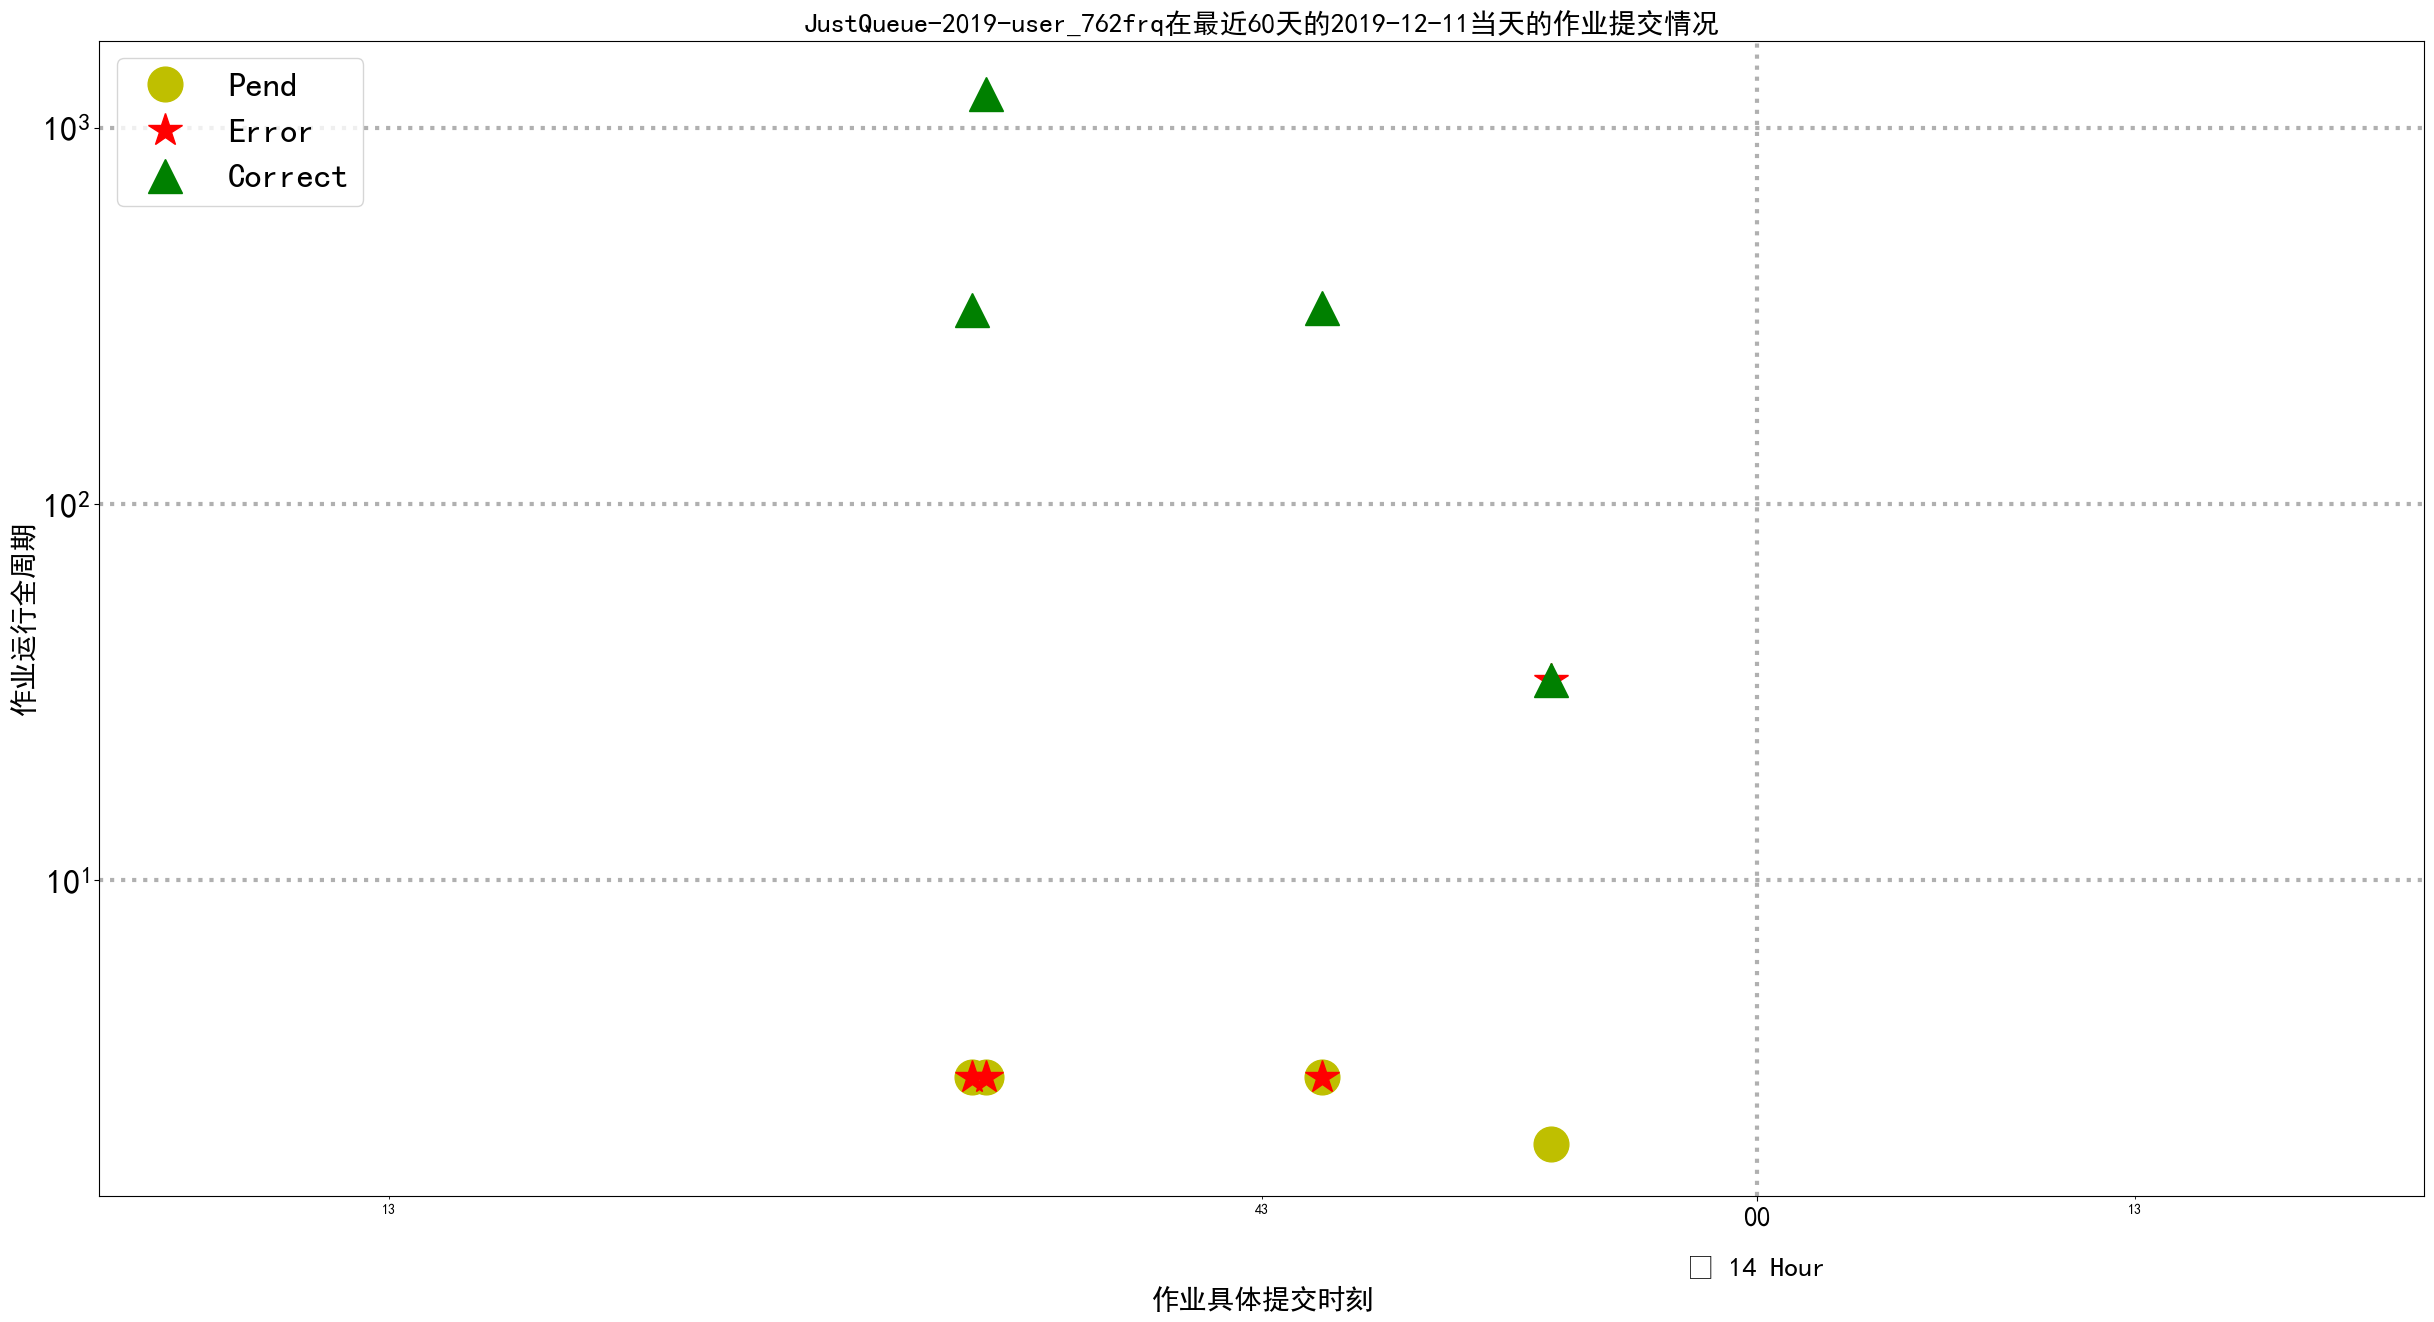 JustQueue-2019-user_762frq在最近60天的2019-12-11当天的作业提交情况
Pend
Error
Correct
10³
10²
10¹
作业运行全周期
13
43
00
13
□ 14 Hour
作业具体提交时刻